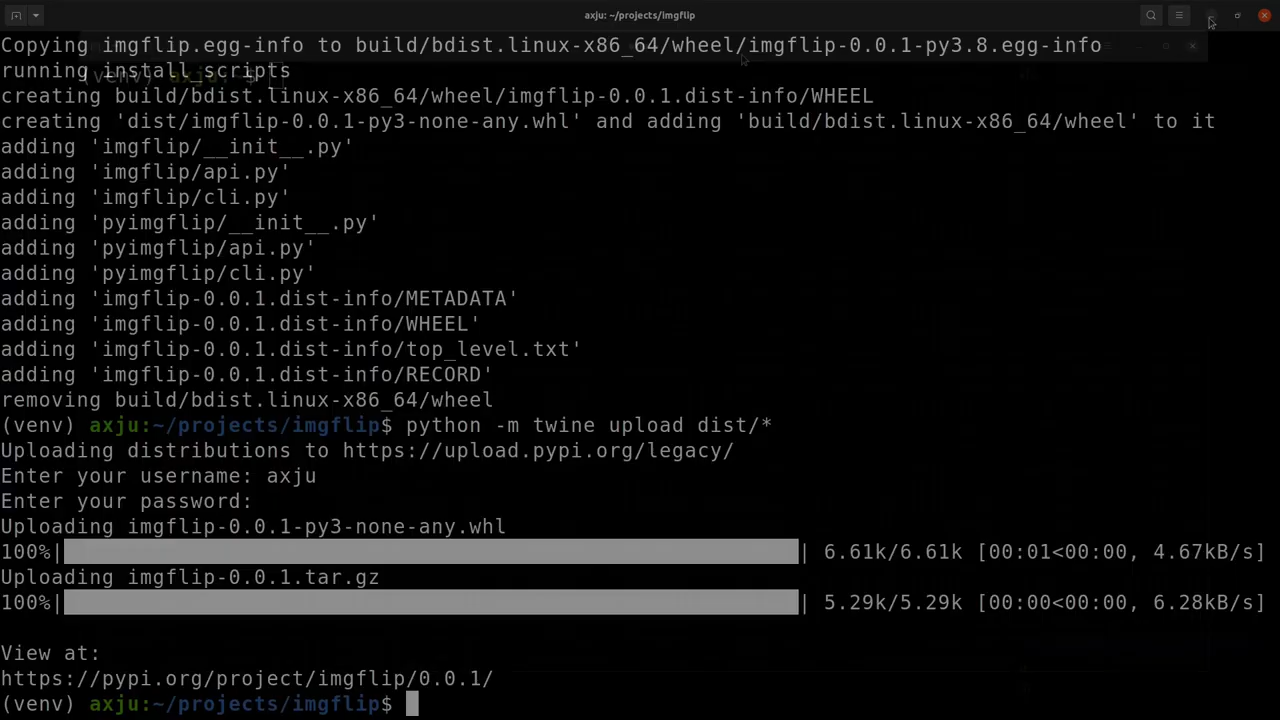 axju: ~/projects/imgflip
Copying imgflip.egg-info to build/bdist.linux-x86_64/wheel/imgflip-0.0.1-py3.8.egg-info
running install_scripts
creating build/bdist.linux-x86_64/wheel/imgflip-0.0.1.dist-info/WHEEL
creating 'dist/imgflip-0.0.1-py3-none-any.whl' and adding 'build/bdist.linux-x86_64/wheel' to it
adding 'imgflip/__init__.py'
adding 'imgflip/api.py'
adding 'imgflip/cli.py'
adding 'pyimgflip/__init__.py'
adding 'pyimgflip/api.py'
adding 'pyimgflip/cli.py'
adding 'imgflip-0.0.1.dist-info/METADATA'
adding 'imgflip-0.0.1.dist-info/WHEEL'
adding 'imgflip-0.0.1.dist-info/top_level.txt'
adding 'imgflip-0.0.1.dist-info/RECORD'
removing build/bdist.linux-x86_64/wheel
(venv) axju:~/projects/imgflip$ python -m twine upload dist/*
Uploading distributions to https://upload.pypi.org/legacy/
Enter your username: axju
Enter your password:
Uploading imgflip-0.0.1-py3-none-any.whl
100%| | 6.61k/6.61k [00:01<00:00, 4.67kB/s]
Uploading imgflip-0.0.1.tar.gz
100%| | 5.29k/5.29k [00:00<00:00, 6.28kB/s]
View at:
https://pypi.org/project/imgflip/0.0.1/
(venv) axju:~/projects/imgflip$